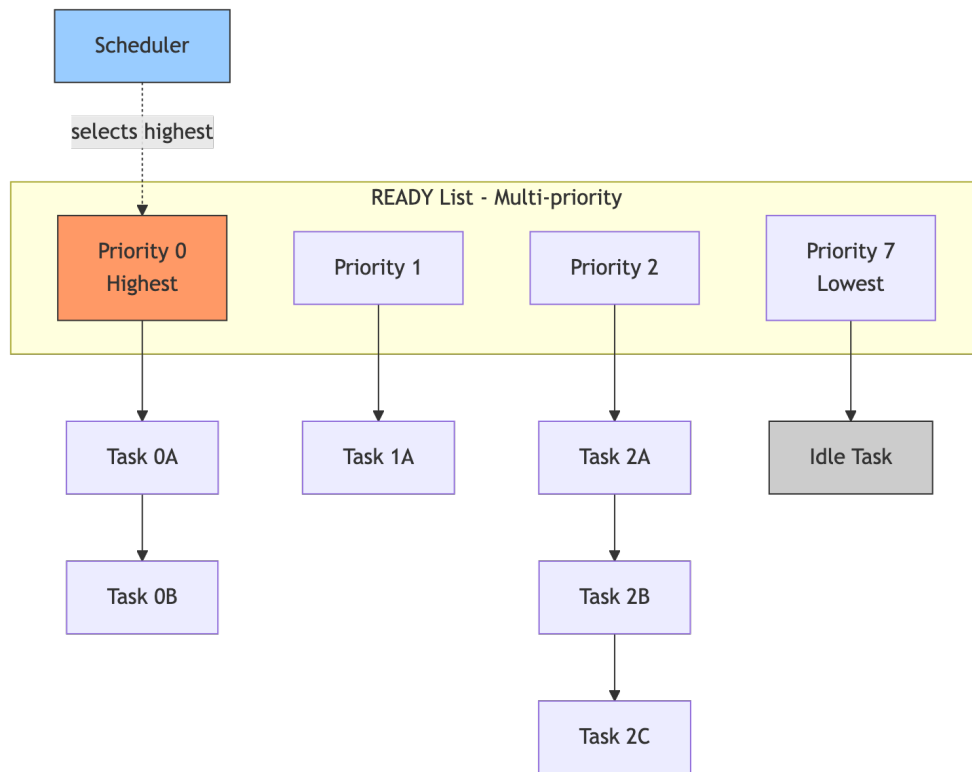 Scheduler
selects highest
READY List - Multi-priority
Priority 0
Highest
Priority 1
Priority 2
Priority 7
Lowest
Task 0A
Task 1A
Task 2A
Idle Task
Task 0B
Task 2B
Task 2C